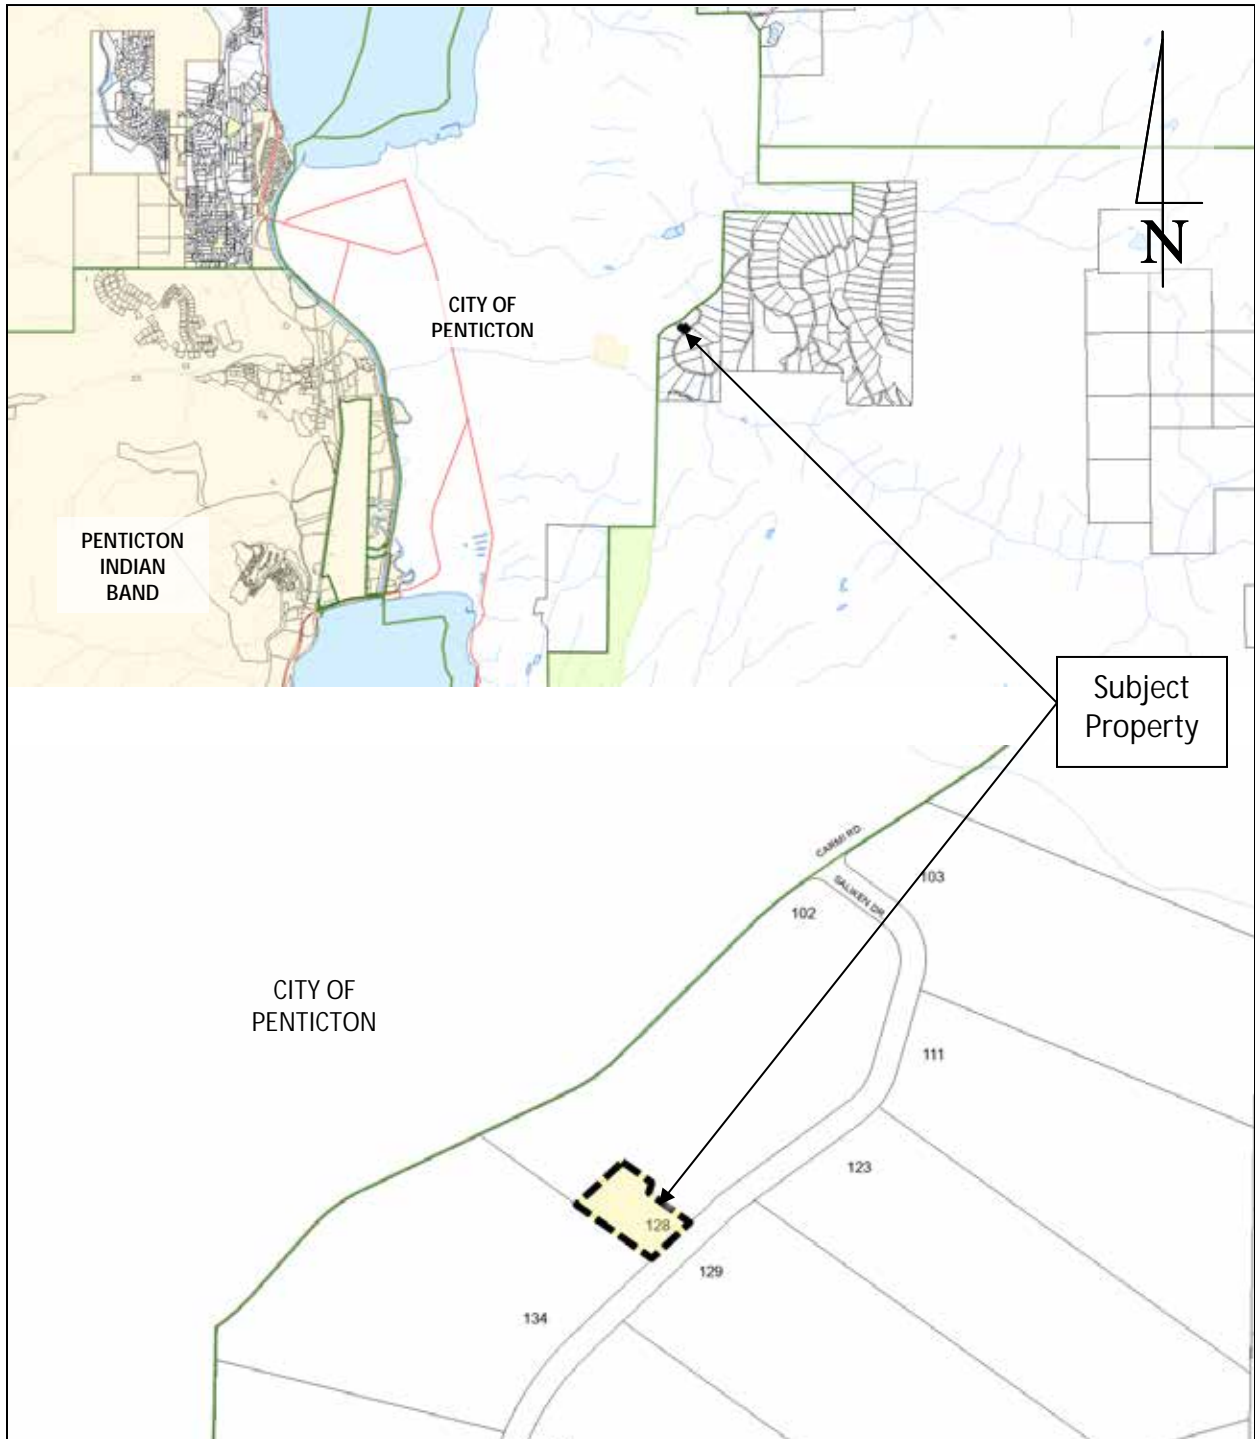 N
CITY OF
PENTICTON
PENTICTON
INDIAN
BAND
Subject
Property
CARMI RD.
103
SALIKEN DR.
102
CITY OF
PENTICTON
111
123
128
129
134